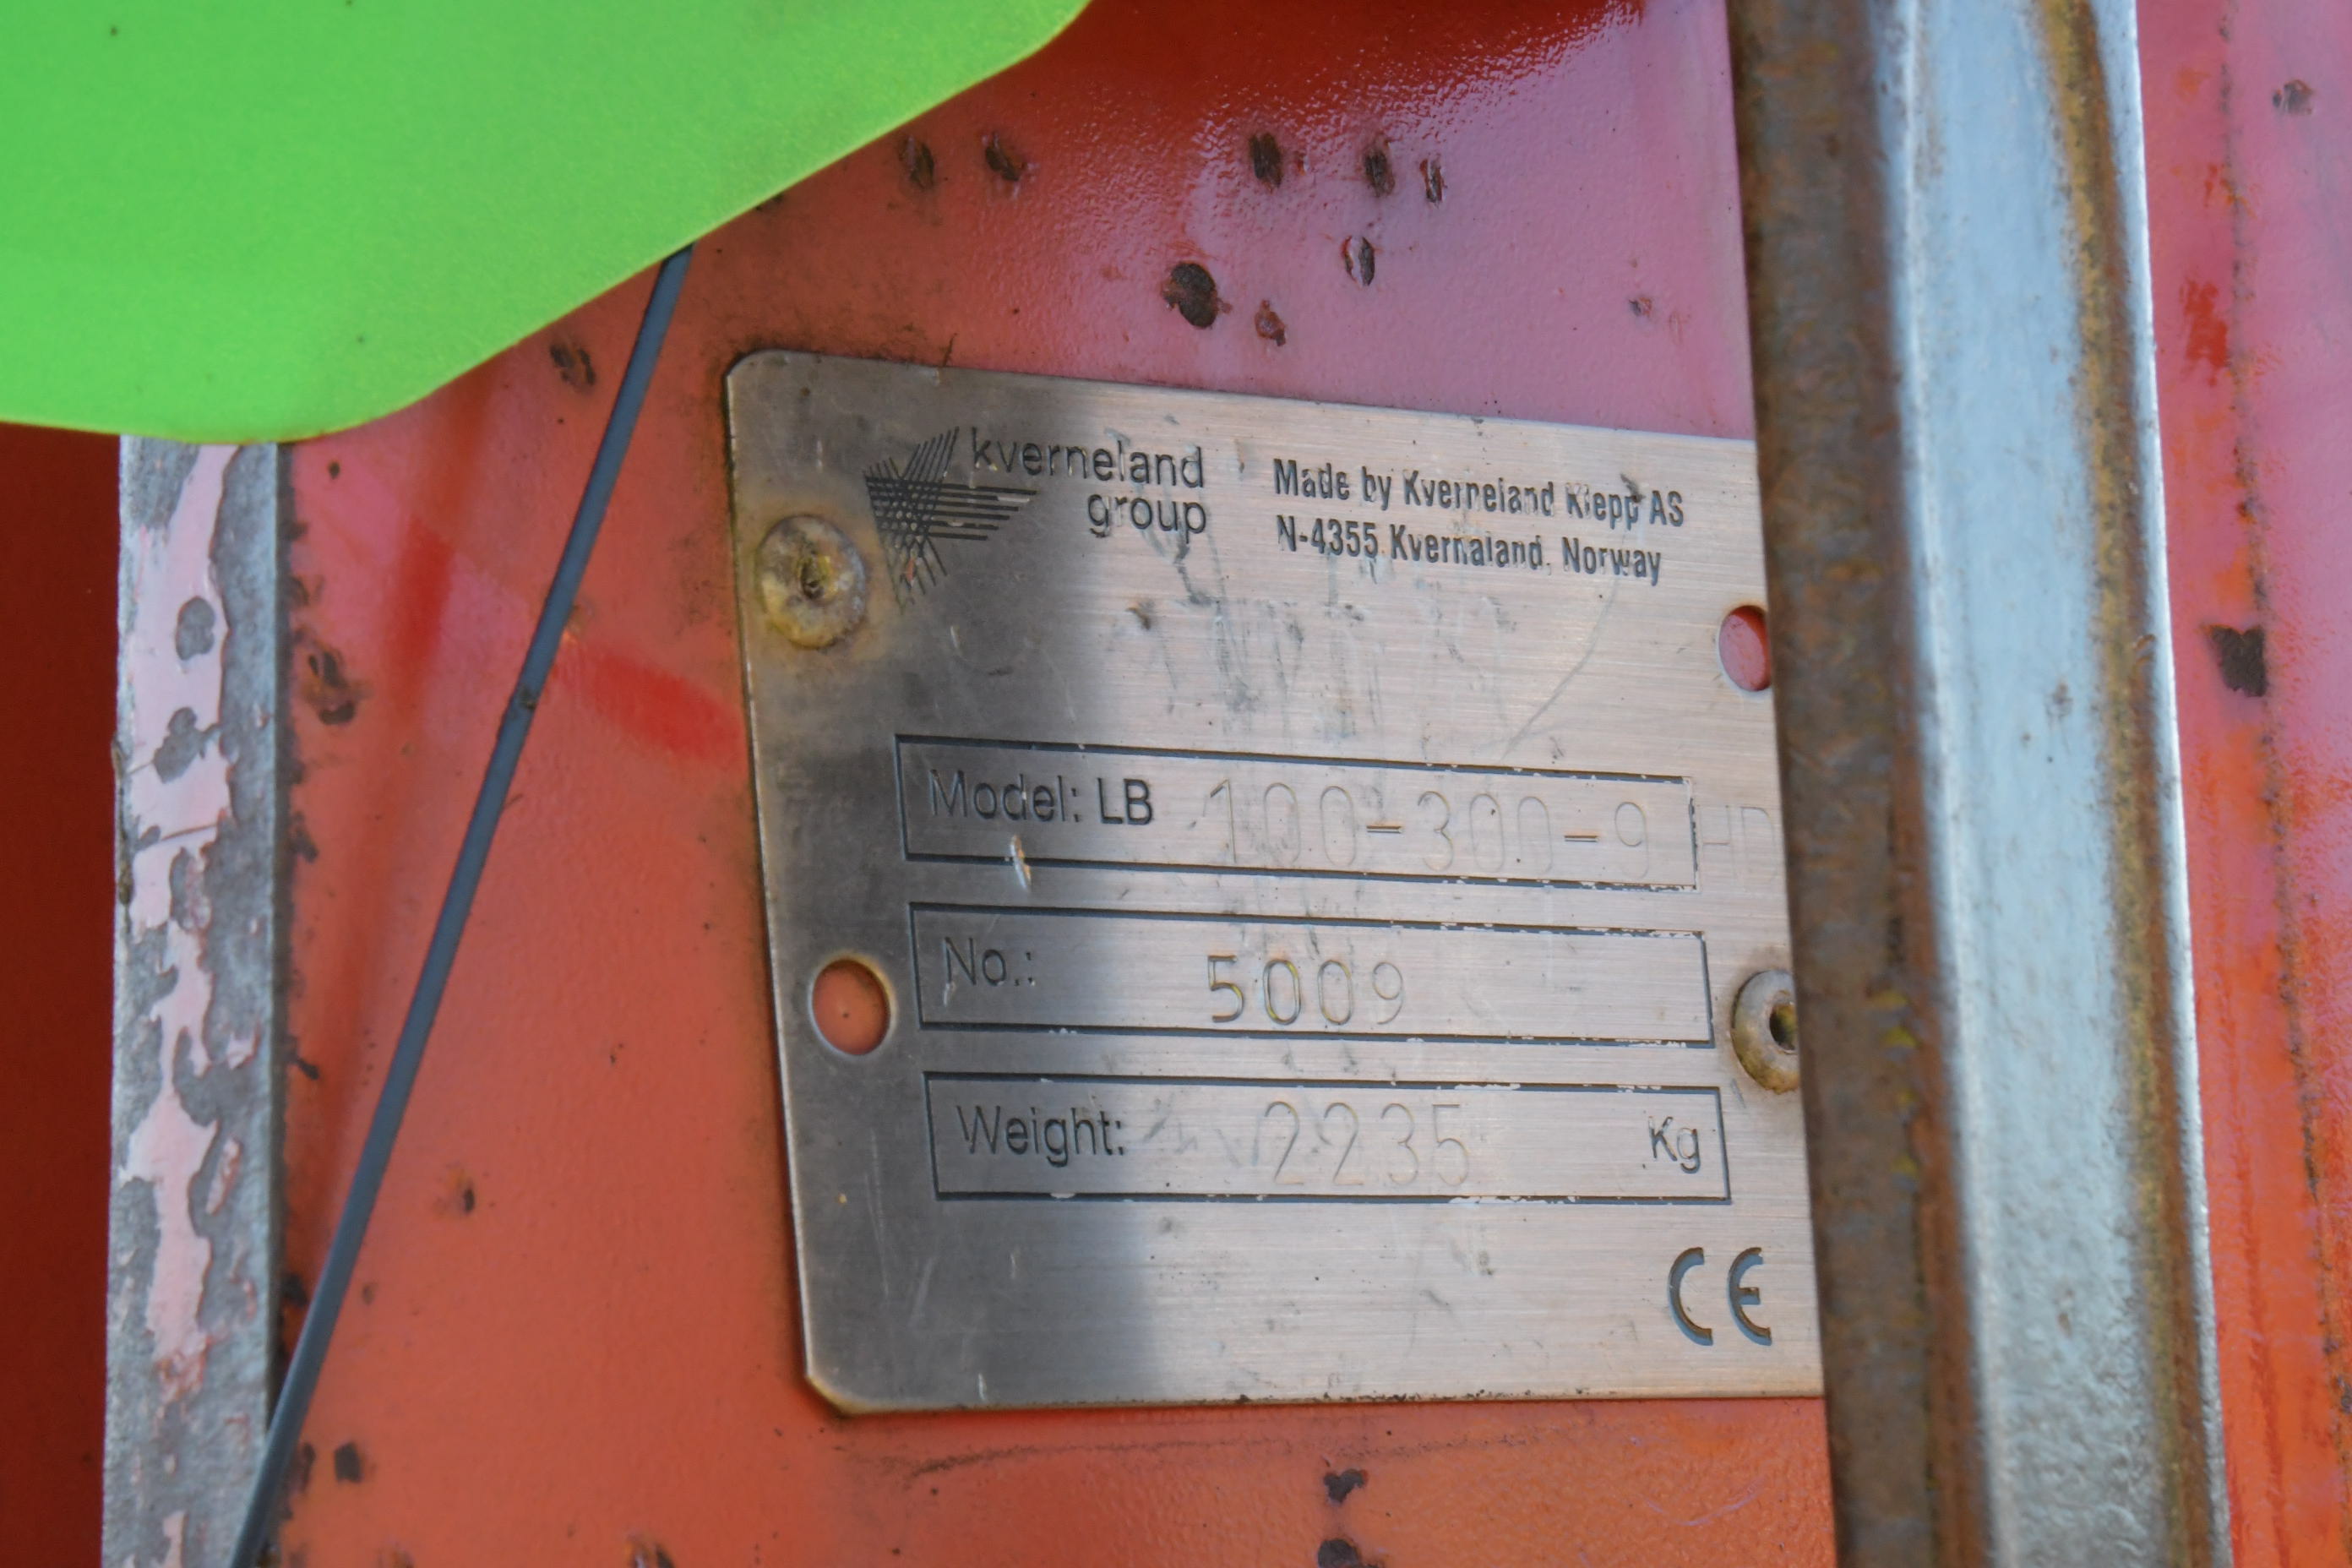 kverneland
group
Made by Kverneland Klepp AS
N-4355 Kvernaland, Norway
Model: LB 100-300-9 HD
No.: 5009
Weight: 2235 Kg
CE